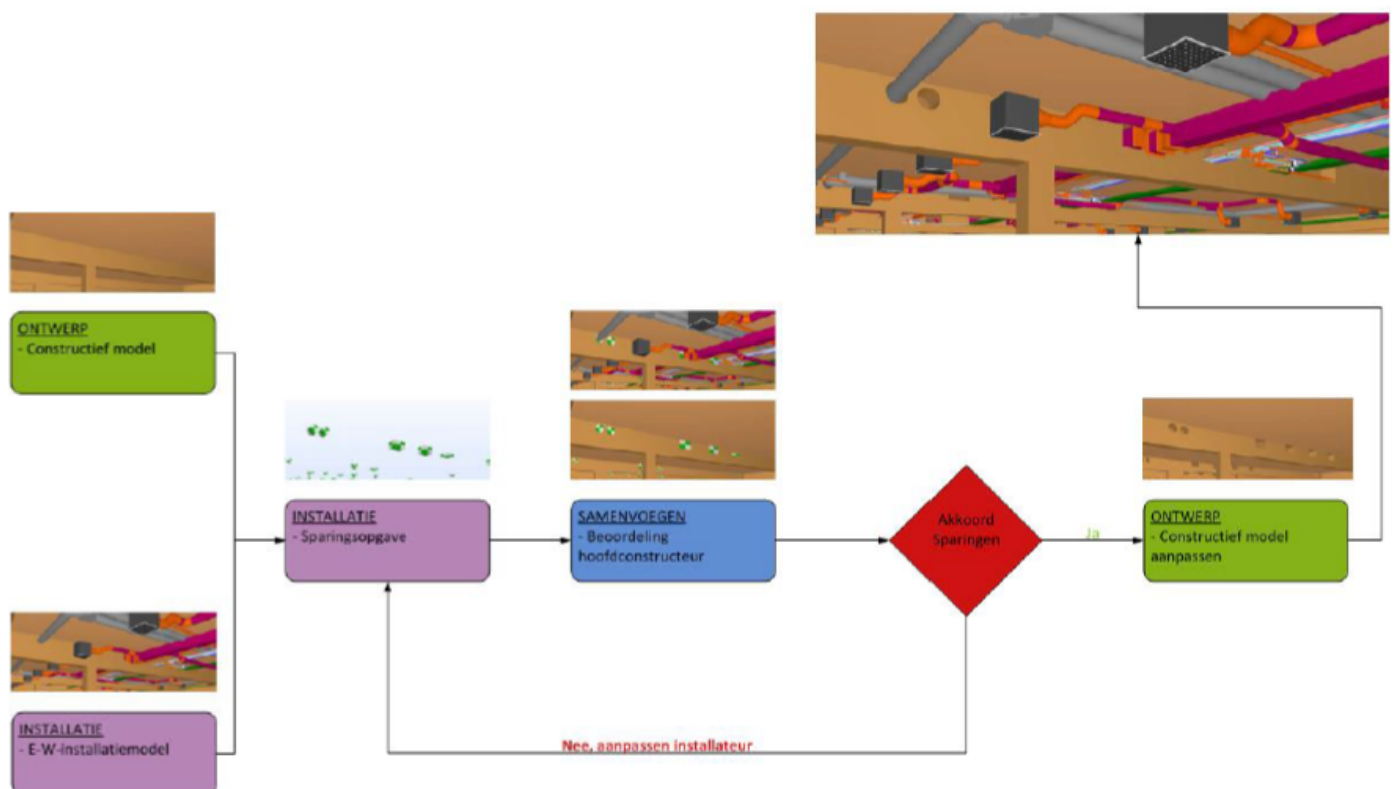 ONTWERP
- Constructief model
INSTALLATIE
- E-W-installatiemodel
INSTALLATIE
- Sparingsopgave
SAMENVOEGEN
- Beoordeling
hoofdconstructeur
Akkoord
Sparingen
Ja
Nee, aanpassen installateur
ONTWERP
- Constructief model
aanpassen